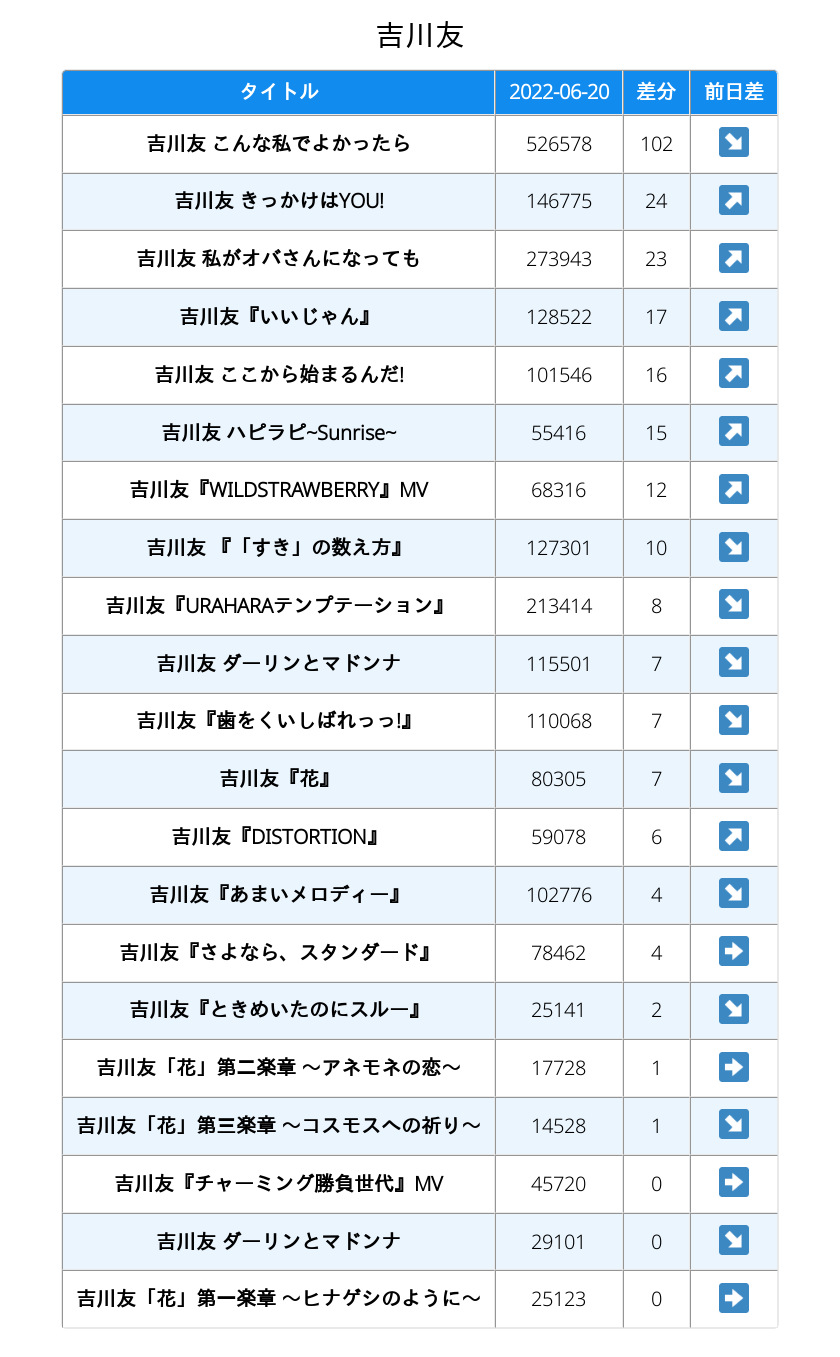 吉川友
タイトル 2022-06-20 差分 前日差
吉川友 こんな私でよかったら 526578 102 ↘
吉川友 きっかけはYOU! 146775 24 ↗
吉川友 私がオバさんになっても 273943 23 ↗
吉川友『いいじゃん』 128522 17 ↗
吉川友 ここから始まるんだ! 101546 16 ↗
吉川友 ハピラピ~Sunrise~ 55416 15 ↗
吉川友『WILDSTRAWBERRY』MV 68316 12 ↗
吉川友 『「すき」の数え方』 127301 10 ↘
吉川友『URAHARAテンプテーション』 213414 8 ↘
吉川友 ダーリンとマドンナ 115501 7 ↘
吉川友『歯をくいしばれっっ!』 110068 7 ↘
吉川友『花』 80305 7 ↘
吉川友『DISTORTION』 59078 6 ↗
吉川友『あまいメロディー』 102776 4 ↘
吉川友『さよなら、スタンダード』 78462 4 ➡
吉川友『ときめいたのにスルー』 25141 2 ↘
吉川友「花」第二楽章 〜アネモネの恋〜 17728 1 ➡
吉川友「花」第三楽章 〜コスモスへの祈り〜 14528 1 ↘
吉川友『チャーミング勝負世代』MV 45720 0 ➡
吉川友 ダーリンとマドンナ 29101 0 ↘
吉川友「花」第一楽章 〜ヒナゲシのように〜 25123 0 ➡